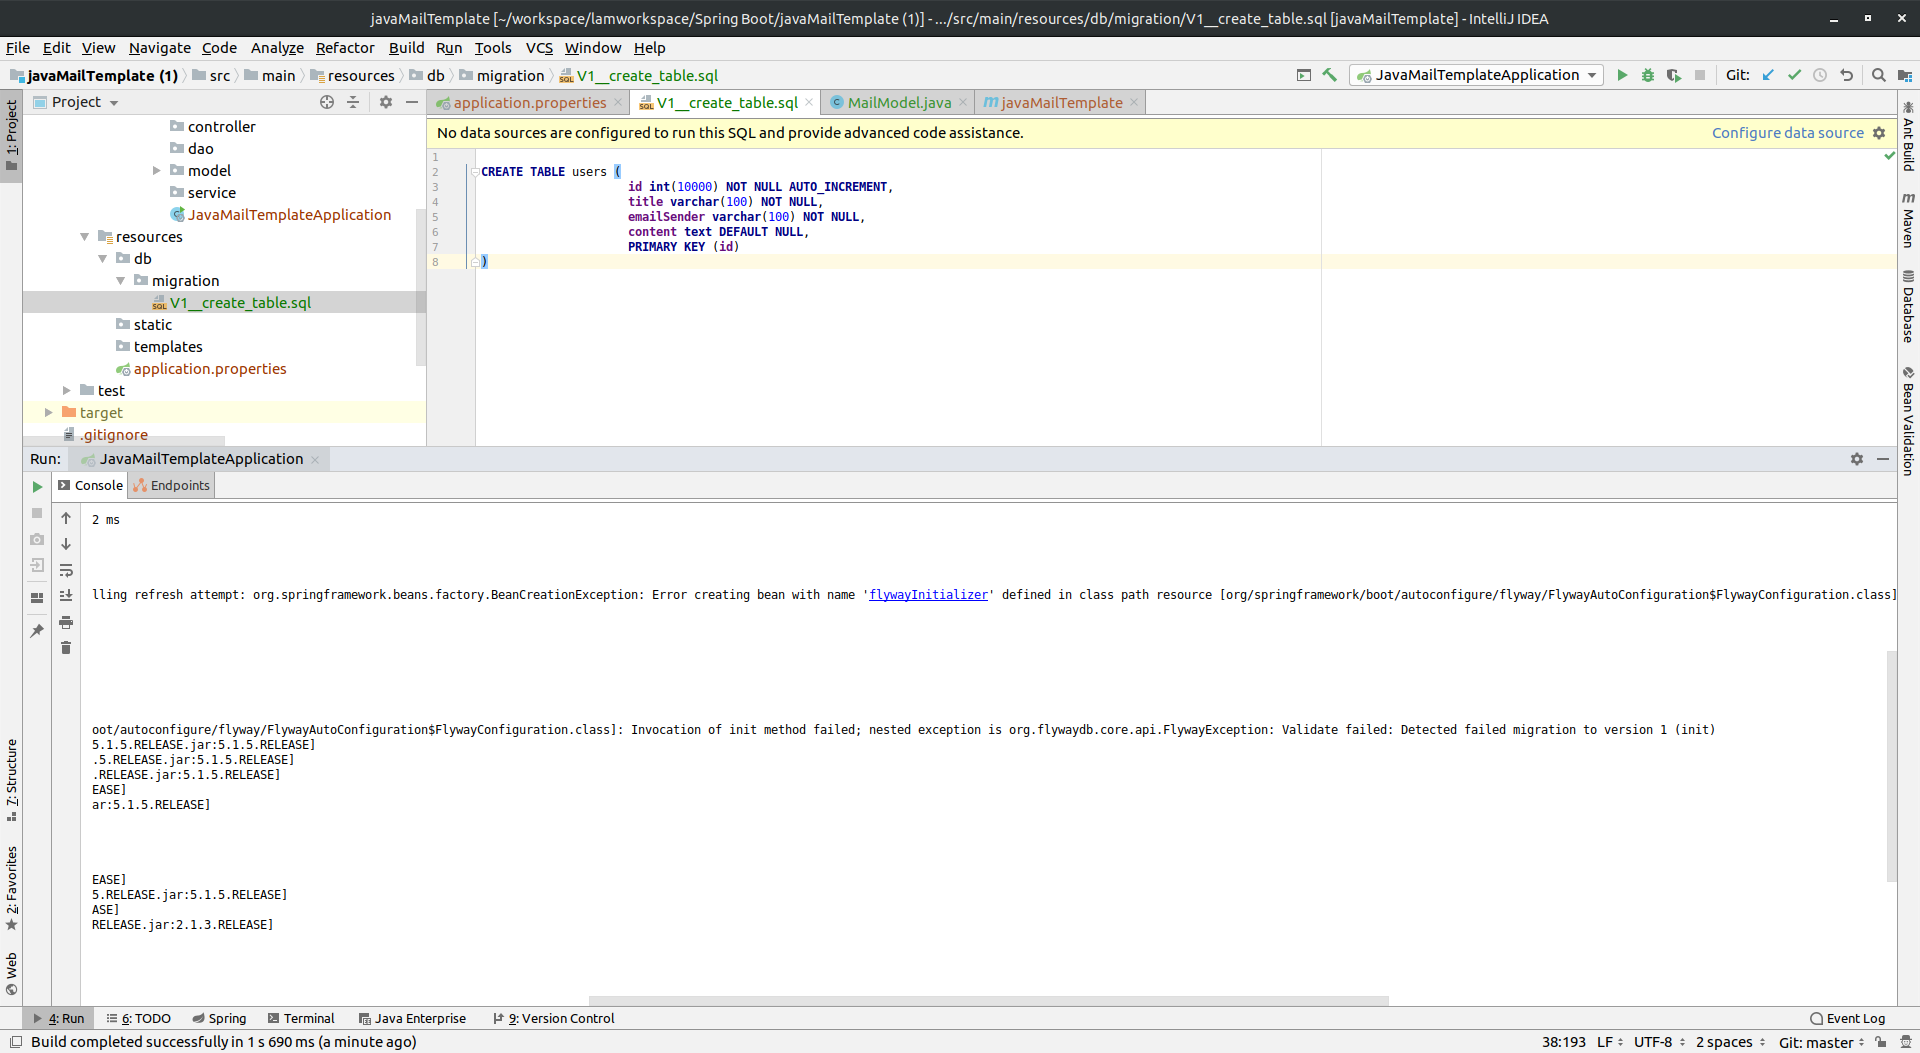 javaMailTemplate [~/workspace/lamworkspace/Spring Boot/javaMailTemplate (1)] - .../src/main/resources/db/migration/V1__create_table.sql [javaMailTemplate] - IntelliJ IDEA
File Edit View Navigate Code Analyze Refactor Build Run Tools VCS Window Help
javaMailTemplate (1) src main resources db migration V1__create_table.sql
JavaMailTemplateApplication Git:
1: Project
Project
controller
dao
model
service
JavaMailTemplateApplication
resources
db
migration
V1__create_table.sql
static
templates
application.properties
test
target
.gitignore
application.properties V1__create_table.sql MailModel.java javaMailTemplate
No data sources are configured to run this SQL and provide advanced code assistance. Configure data source
1
2 CREATE TABLE users (
3 id int(10000) NOT NULL AUTO_INCREMENT,
4 title varchar(100) NOT NULL,
5 emailSender varchar(100) NOT NULL,
6 content text DEFAULT NULL,
7 PRIMARY KEY (id)
8 )
Ant Build
Maven
Database
Bean Validation
Run: JavaMailTemplateApplication
Console Endpoints
2 ms
lling refresh attempt: org.springframework.beans.factory.BeanCreationException: Error creating bean with name 'flywayInitializer' defined in class path resource [org/springframework/boot/autoconfigure/flyway/FlywayAutoConfiguration$FlywayConfiguration.class]
oot/autoconfigure/flyway/FlywayAutoConfiguration$FlywayConfiguration.class]: Invocation of init method failed; nested exception is org.flywaydb.core.api.FlywayException: Validate failed: Detected failed migration to version 1 (init)
5.1.5.RELEASE.jar:5.1.5.RELEASE]
.5.RELEASE.jar:5.1.5.RELEASE]
.RELEASE.jar:5.1.5.RELEASE]
EASE]
ar:5.1.5.RELEASE]
EASE]
5.RELEASE.jar:5.1.5.RELEASE]
ASE]
RELEASE.jar:2.1.3.RELEASE]
7: Structure
2: Favorites
Web
4: Run 6: TODO Spring Terminal Java Enterprise 9: Version Control Event Log
Build completed successfully in 1 s 690 ms (a minute ago) 38:193 LF UTF-8 2 spaces Git: master